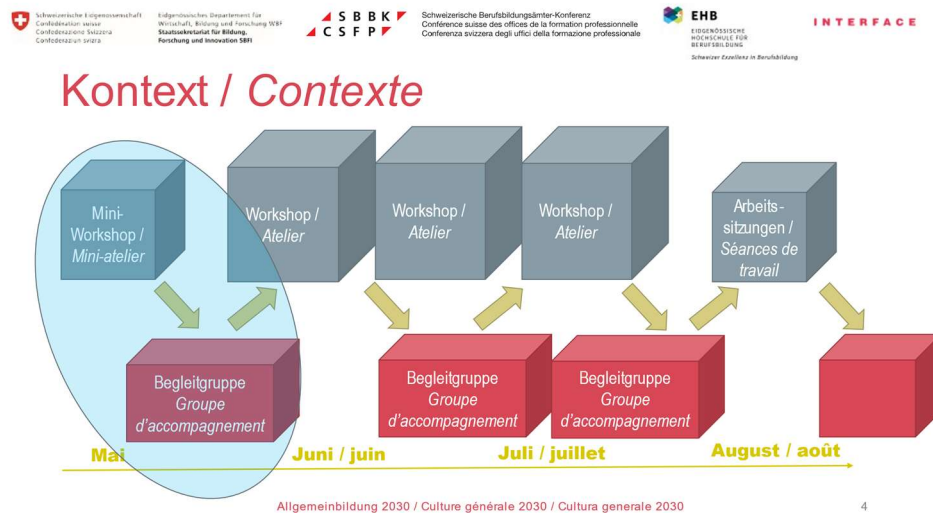 Schweizerische Eidgenossenschaft
Confédération suisse
Confederazione Svizzera
Confederaziun svizra
Eidgenössisches Departement für
Wirtschaft, Bildung und Forschung WBF
Staatssekretariat für Bildung,
Forschung und Innovation SBFI
SBBK
CSFP
Schweizerische Berufsbildungsämter-Konferenz
Conférence suisse des offices de la formation professionnelle
Conferenza svizzera degli uffici della formazione professionale
EHB
EIDGENÖSSISCHE
HOCHSCHULE FÜR
BERUFSBILDUNG
Schweizer Exzellenz in Berufsbildung
INTERFACE
Kontext / Contexte
Mini-
Workshop /
Mini-atelier
Workshop /
Atelier
Workshop /
Atelier
Workshop /
Atelier
Arbeits-
sitzungen /
Séances de
travail
Begleitgruppe
Groupe
d'accompagnement
Begleitgruppe
Groupe
d'accompagnement
Begleitgruppe
Groupe
d'accompagnement
Mai
Juni / juin
Juli / juillet
August / août
Allgemeinbildung 2030 / Culture générale 2030 / Cultura generale 2030
4